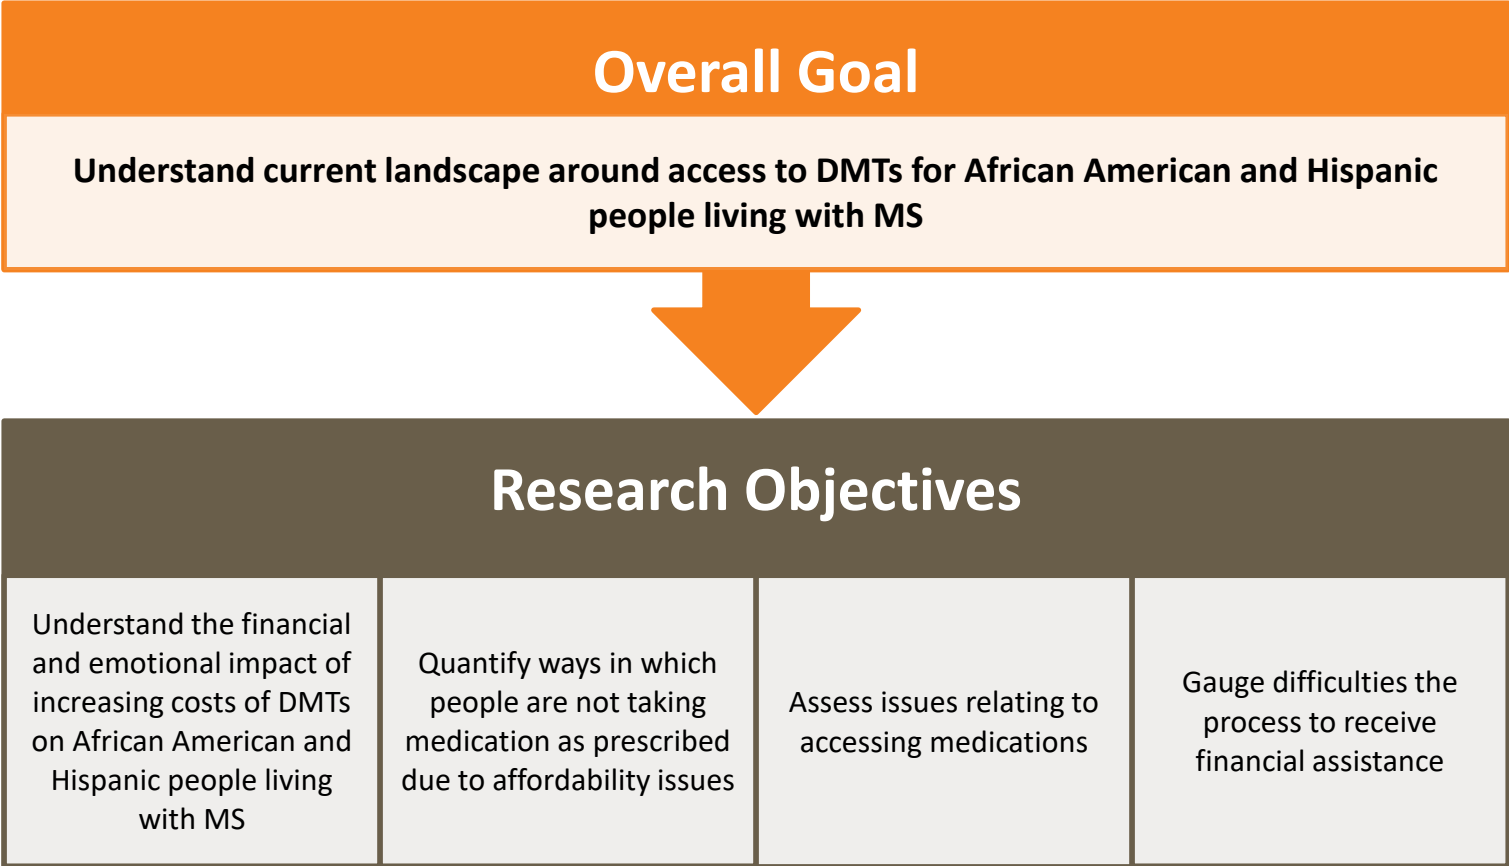 Overall Goal
Understand current landscape around access to DMTs for African American and Hispanic
people living with MS
Research Objectives
Understand the financial
and emotional impact of
increasing costs of DMTs
on African American and
Hispanic people living
with MS
Quantify ways in which
people are not taking
medication as prescribed
due to affordability issues
Assess issues relating to
accessing medications
Gauge difficulties the
process to receive
financial assistance